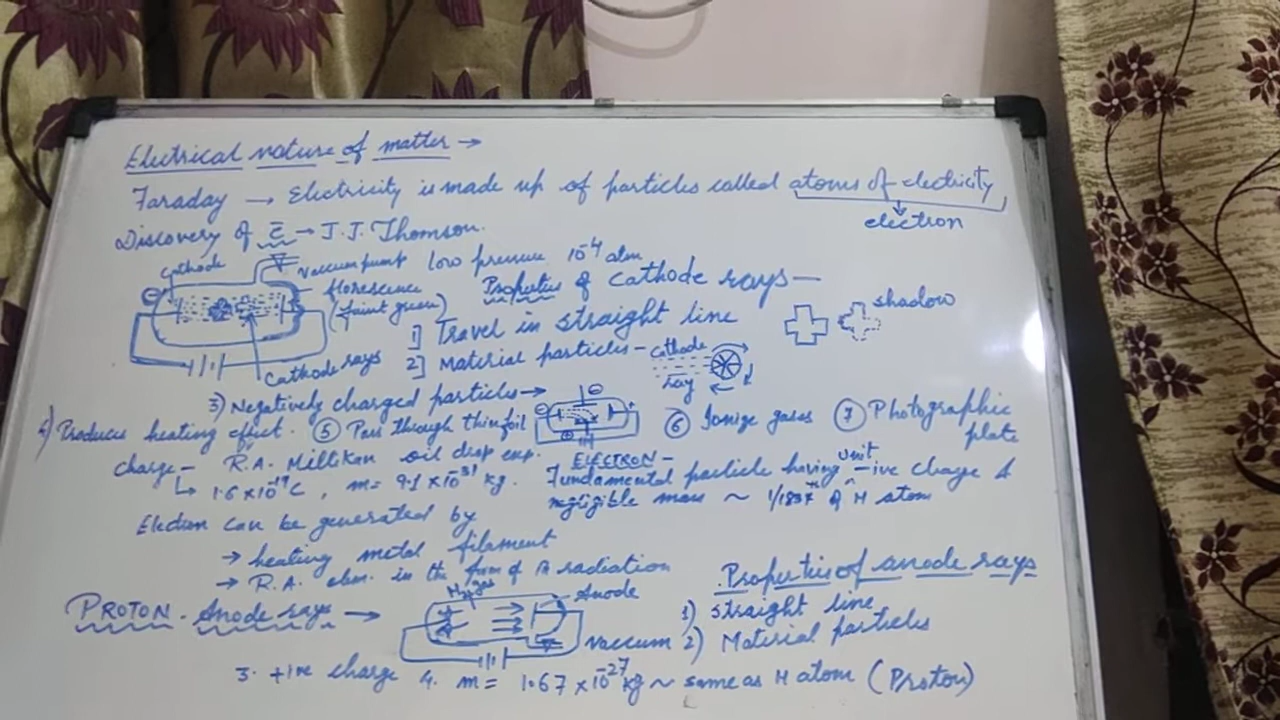 Electrical nature of matter →
Faraday → Electricity is made up of particles called atoms of electricity
electron
Discovery of ē → J.J. Thomson.
Cathode
Vaccum pump low pressure 10⁻⁴ atm
florescence
(faint green)
Properties of Cathode rays —
1] Travel in straight line
shadow
Cathode rays
2] Material particles –
Cathode
ray
3) Negatively charged particles →
4) Produces heating effect. ⑤ Pass through thin foil
⑥ Ionize gases ⑦ Photographic
plate
Charge – R.A. Millikan oil drop exp.
↳ 1.6 × 10⁻¹⁹ C, m = 9.1 × 10⁻³¹ kg.
ELECTRON –
Fundamental particle having unit –ive charge &
negligible mass ~ 1/1837th of H atom
Electron can be generated by
→ heating metal filament
→ R.A. elem. in the form of β radiation
PROTON - Anode rays →
H₂ gas
Anode
Vaccum
Properties of anode rays
1) straight line
2) Material particles
3. +ive charge 4. m = 1.67 × 10⁻²⁷ kg ~ same as H atom (Proton)